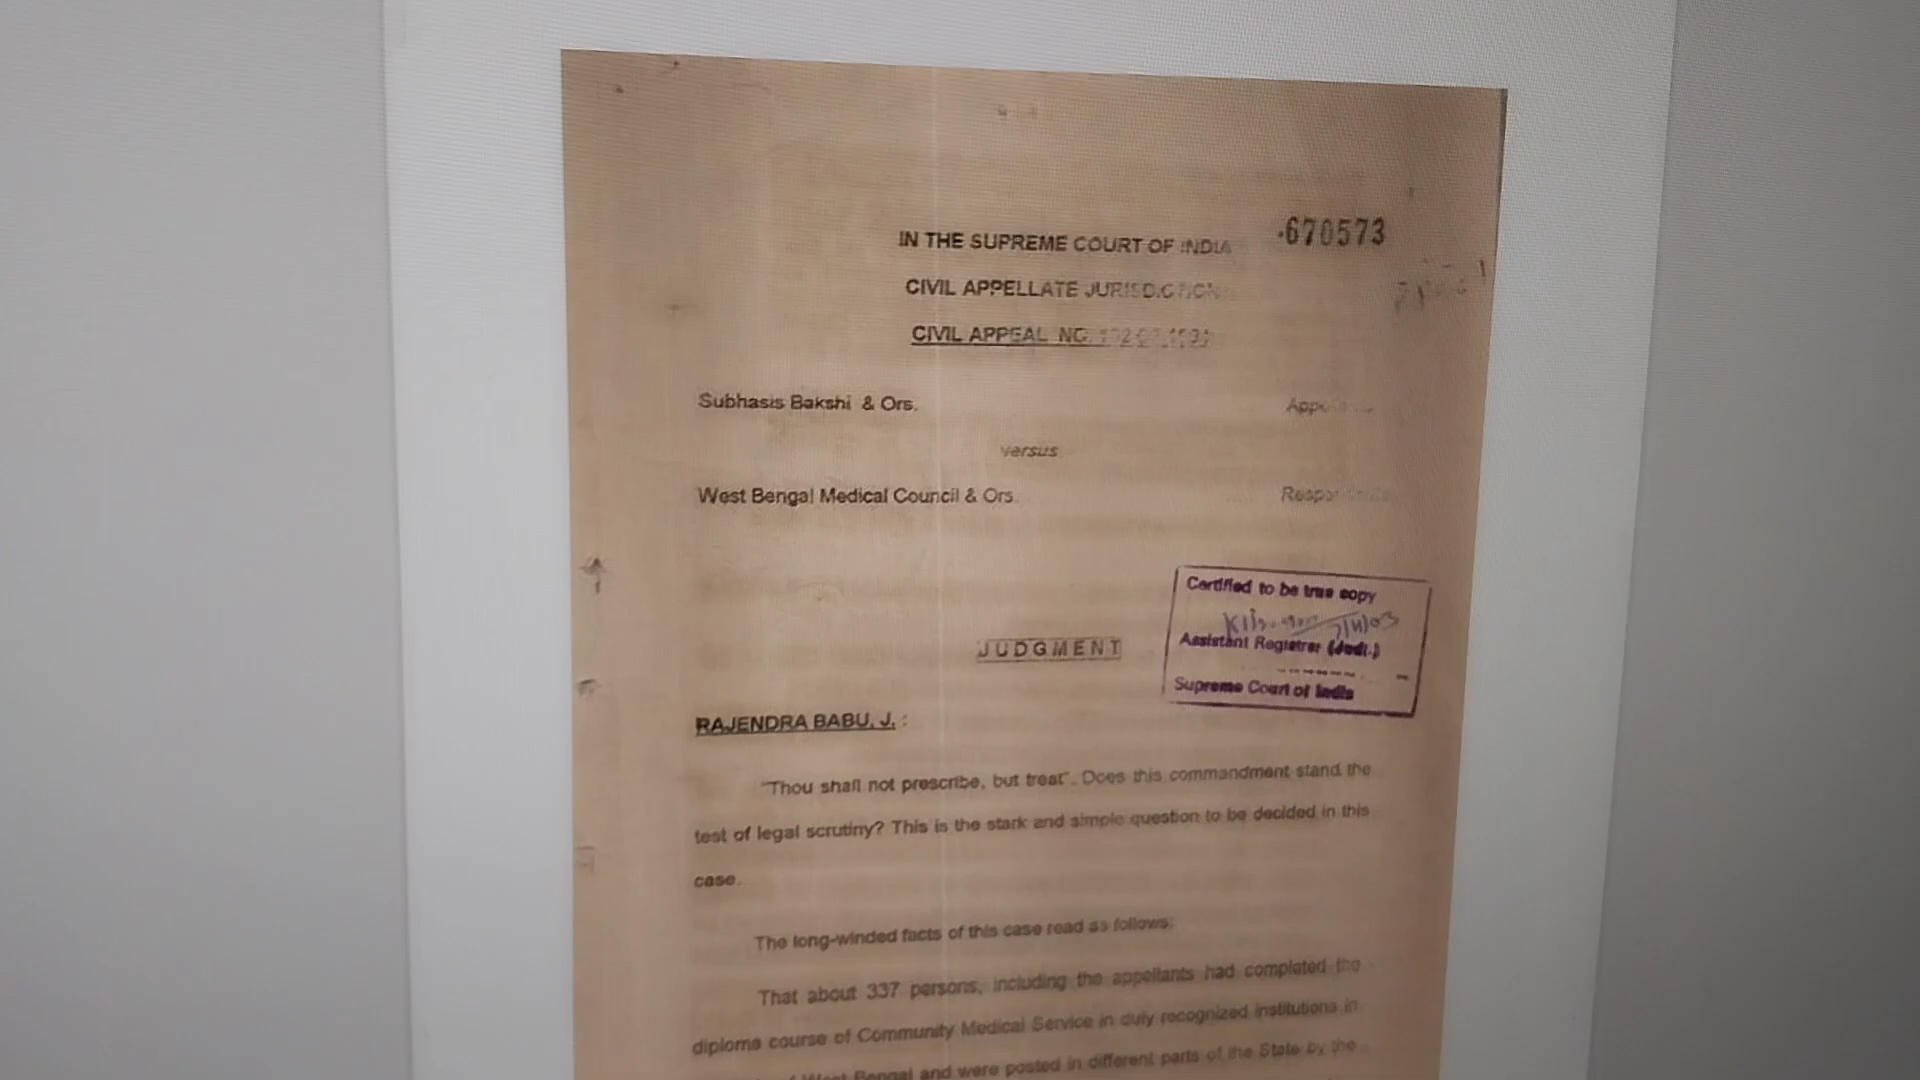 IN THE SUPREME COURT OF INDIA
670573
CIVIL APPELLATE JURISDICTION
CIVIL APPEAL NO.
Subhasis Bakshi & Ors.
versus
West Bengal Medical Council & Ors.
Certified to be true copy
Assistant Registrar (Judl.)
Supreme Court of India
JUDGMENT
RAJENDRA BABU, J. :
"Thou shall not prescribe, but treat". Does this commandment stand the
test of legal scrutiny? This is the stark and simple question to be decided in this
case.
The long-winded facts of this case read as follows:
That about 337 persons, including the appellants had completed the
diploma course of Community Medical Service in duly recognized institutions in
West Bengal and were posted in different parts of the State by the